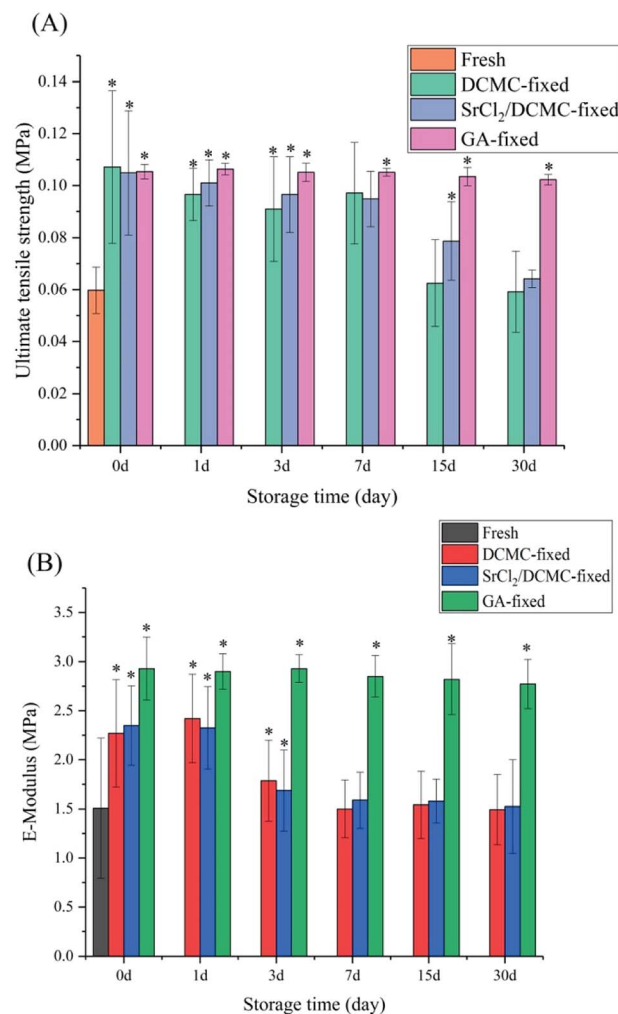 (A)
Fresh
DCMC-fixed
SrCl₂/DCMC-fixed
GA-fixed
Ultimate tensile strength (MPa)
0.14
0.12
0.10
0.08
0.06
0.04
0.02
0.00
* * * * * * * * * * * * *
0d 1d 3d 7d 15d 30d
Storage time (day)
(B)
Fresh
DCMC-fixed
SrCl₂/DCMC-fixed
GA-fixed
E-Modulus (MPa)
3.5
3.0
2.5
2.0
1.5
1.0
0.5
0.0
* * * * * * * * * * * *
0d 1d 3d 7d 15d 30d
Storage time (day)